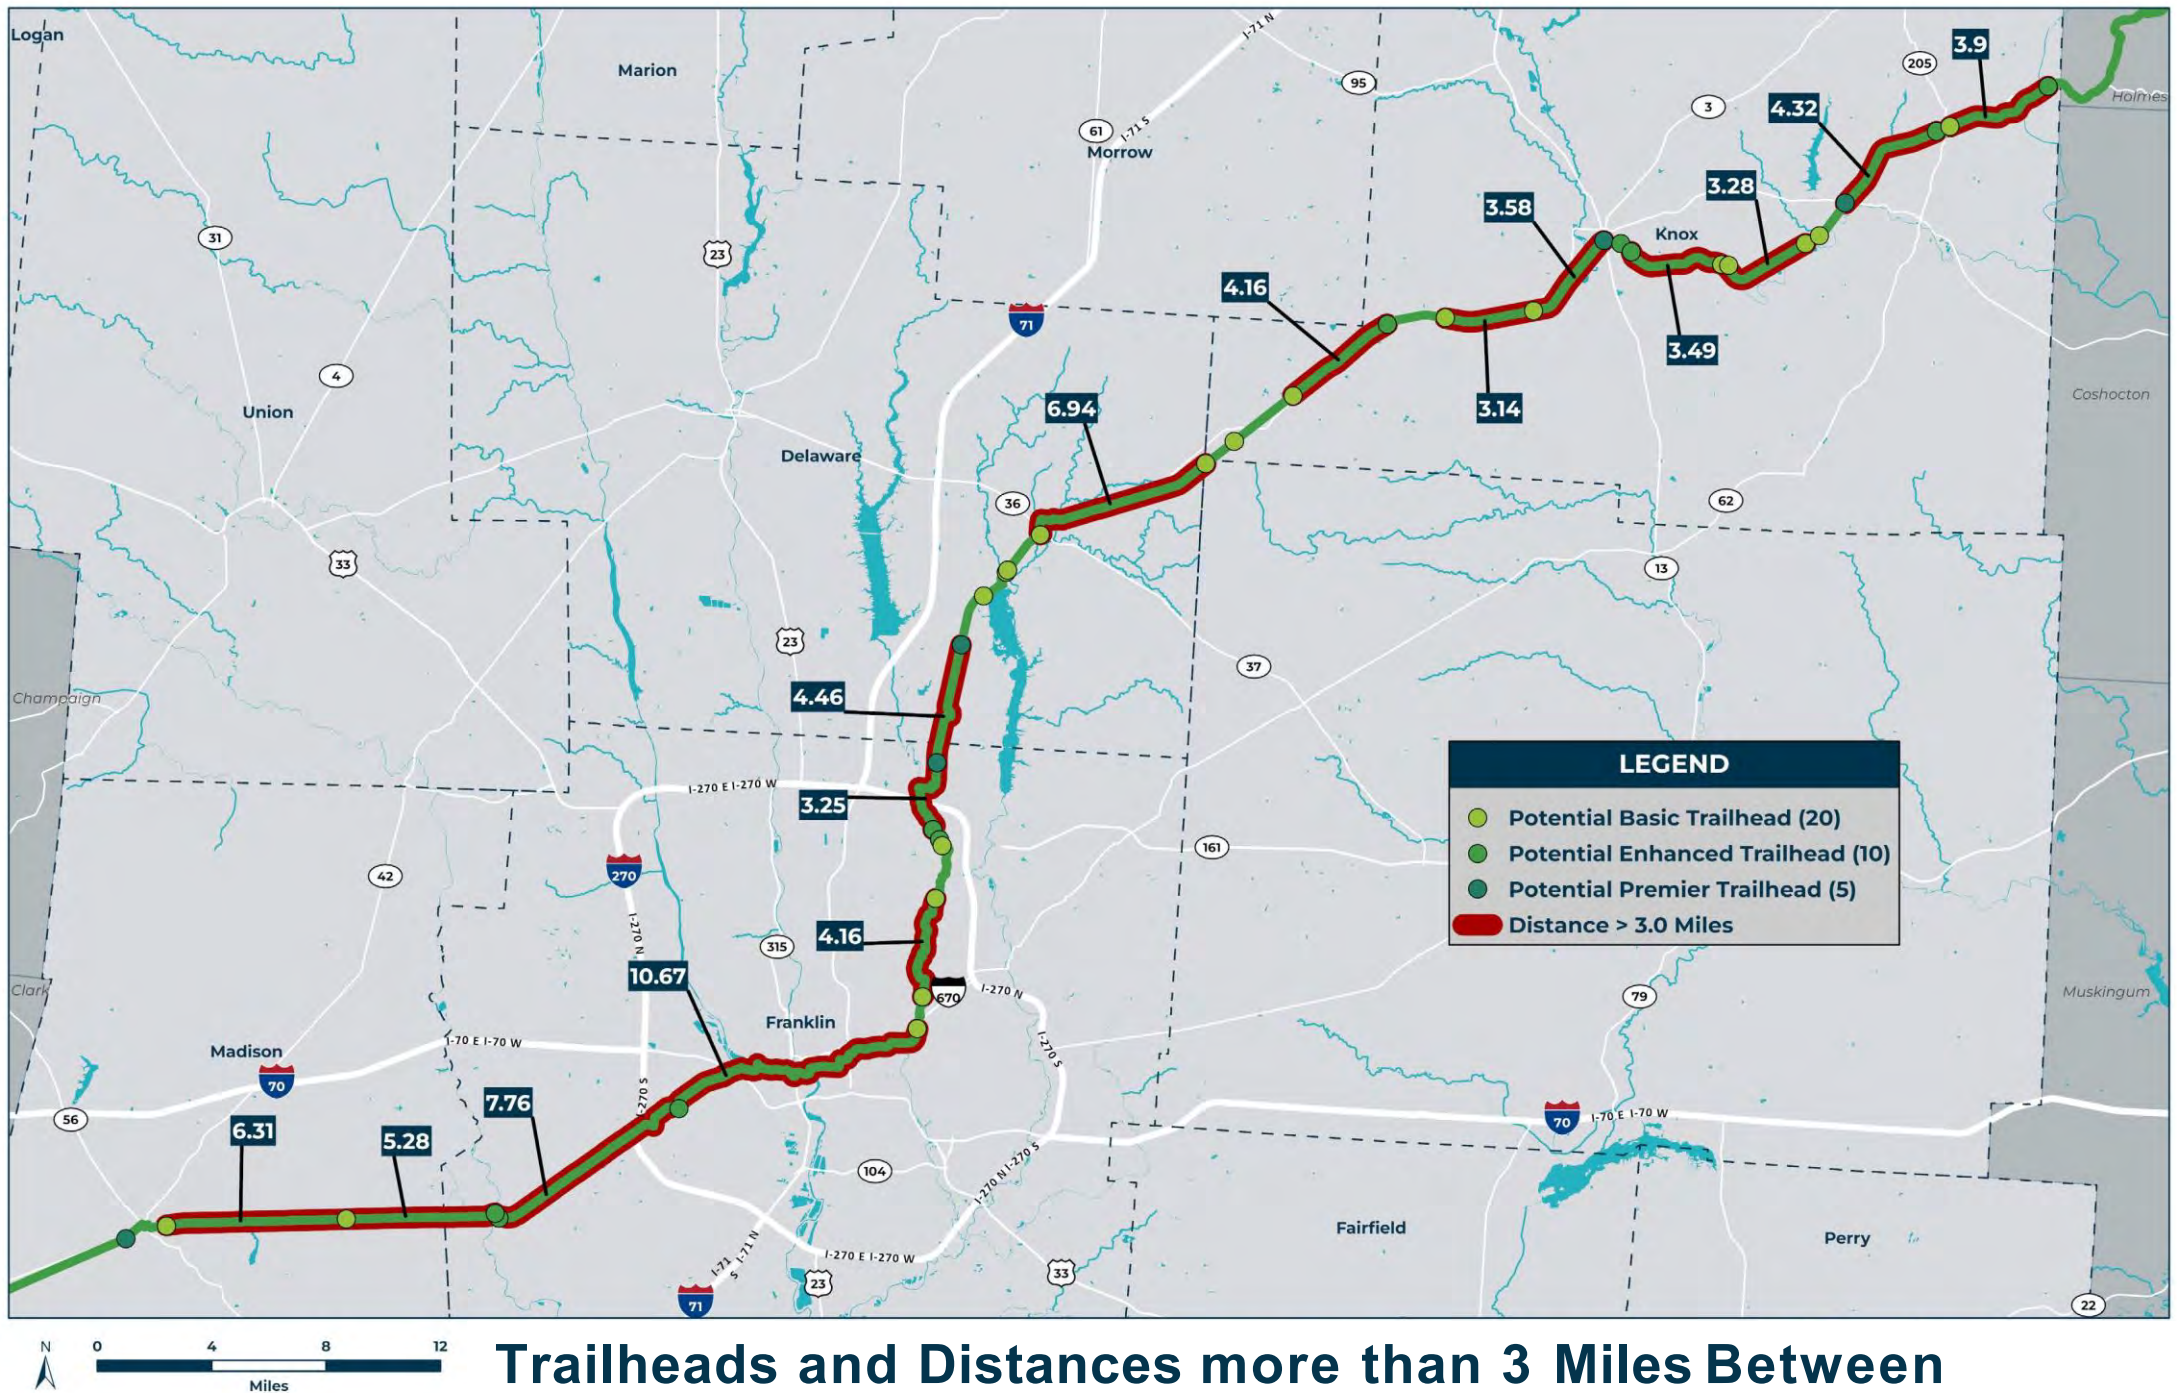 Logan
Marion
I-71 N
95
205
3.9
Holmes
3
4.32
61
I-71 S
Morrow
3.28
3.58
Knox
31
23
4.16
71
3.49
4
Union
6.94
3.14
Coshocton
Delaware
36
62
33
13
23
37
Champaign
4.46
LEGEND
Potential Basic Trailhead (20)
Potential Enhanced Trailhead (10)
Potential Premier Trailhead (5)
Distance > 3.0 Miles
I-270 E I-270 W
3.25
161
270
42
I-270 N
315
4.16
10.67
670
I-270 N
Clark
79
Muskingum
Franklin
I-70 E I-70 W
I-270 S
Madison
70
I-270 S
7.76
56
6.31
5.28
70
I-70 E I-70 W
104
I-270 N I-270 S
Fairfield
Perry
I-71 S
I-71 N
I-270 E I-270 W
23
33
71
22
N
0 4 8 12
Miles
Trailheads and Distances more than 3 Miles Between